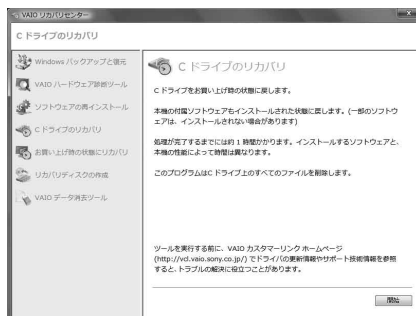 VAIO リカバリセンター
C ドライブのリカバリ
Windows バックアップと復元
VAIO ハードウェア診断ツール
ソフトウェアの再インストール
C ドライブのリカバリ
お買い上げ時の状態にリカバリ
リカバリディスクの作成
VAIO データ消去ツール
C ドライブのリカバリ
C ドライブをお買い上げ時の状態に戻します。
本機の付属ソフトウェアもインストールされた状態に戻します。(一部のソフトウ
ェアは、インストールされない場合があります)
処理が完了するまでには約 1 時間かかります。インストールするソフトウェアと、
本機の性能によって時間は異なります。
このプログラムはC ドライブ上のすべてのファイルを削除します。
ツールを実行する前に、VAIO カスタマーリンク ホームページ
(http://vcl.vaio.sony.co.jp/) でドライバの更新情報やサポート技術情報を参照
すると、トラブルの解決に役立つことがあります。
開始